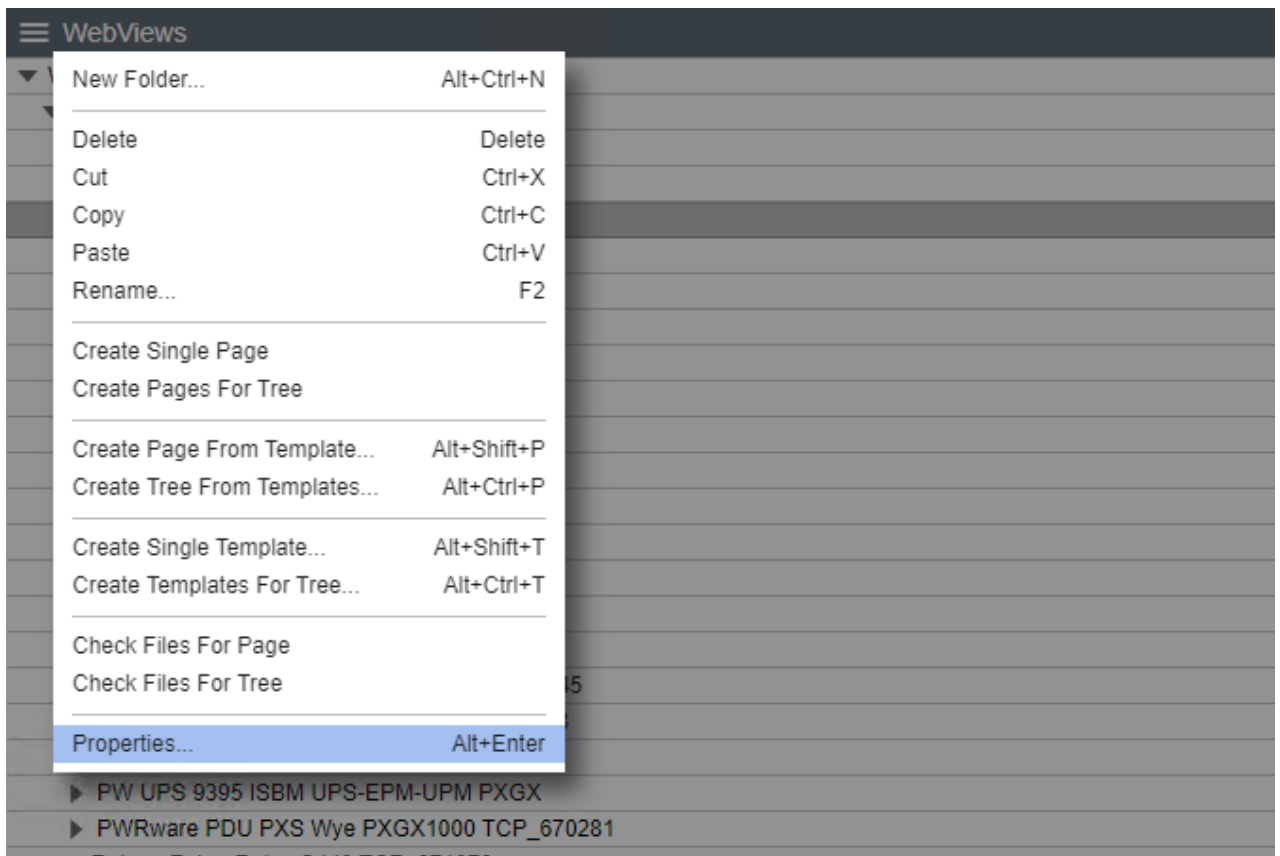 WebViews
New Folder... Alt+Ctrl+N
Delete Delete
Cut Ctrl+X
Copy Ctrl+C
Paste Ctrl+V
Rename... F2
Create Single Page
Create Pages For Tree
Create Page From Template... Alt+Shift+P
Create Tree From Templates... Alt+Ctrl+P
Create Single Template... Alt+Shift+T
Create Templates For Tree... Alt+Ctrl+T
Check Files For Page
Check Files For Tree
Properties... Alt+Enter
PW UPS 9395 ISBM UPS-EPM-UPM PXGX
PWRware PDU PXS Wye PXGX1000 TCP_670281